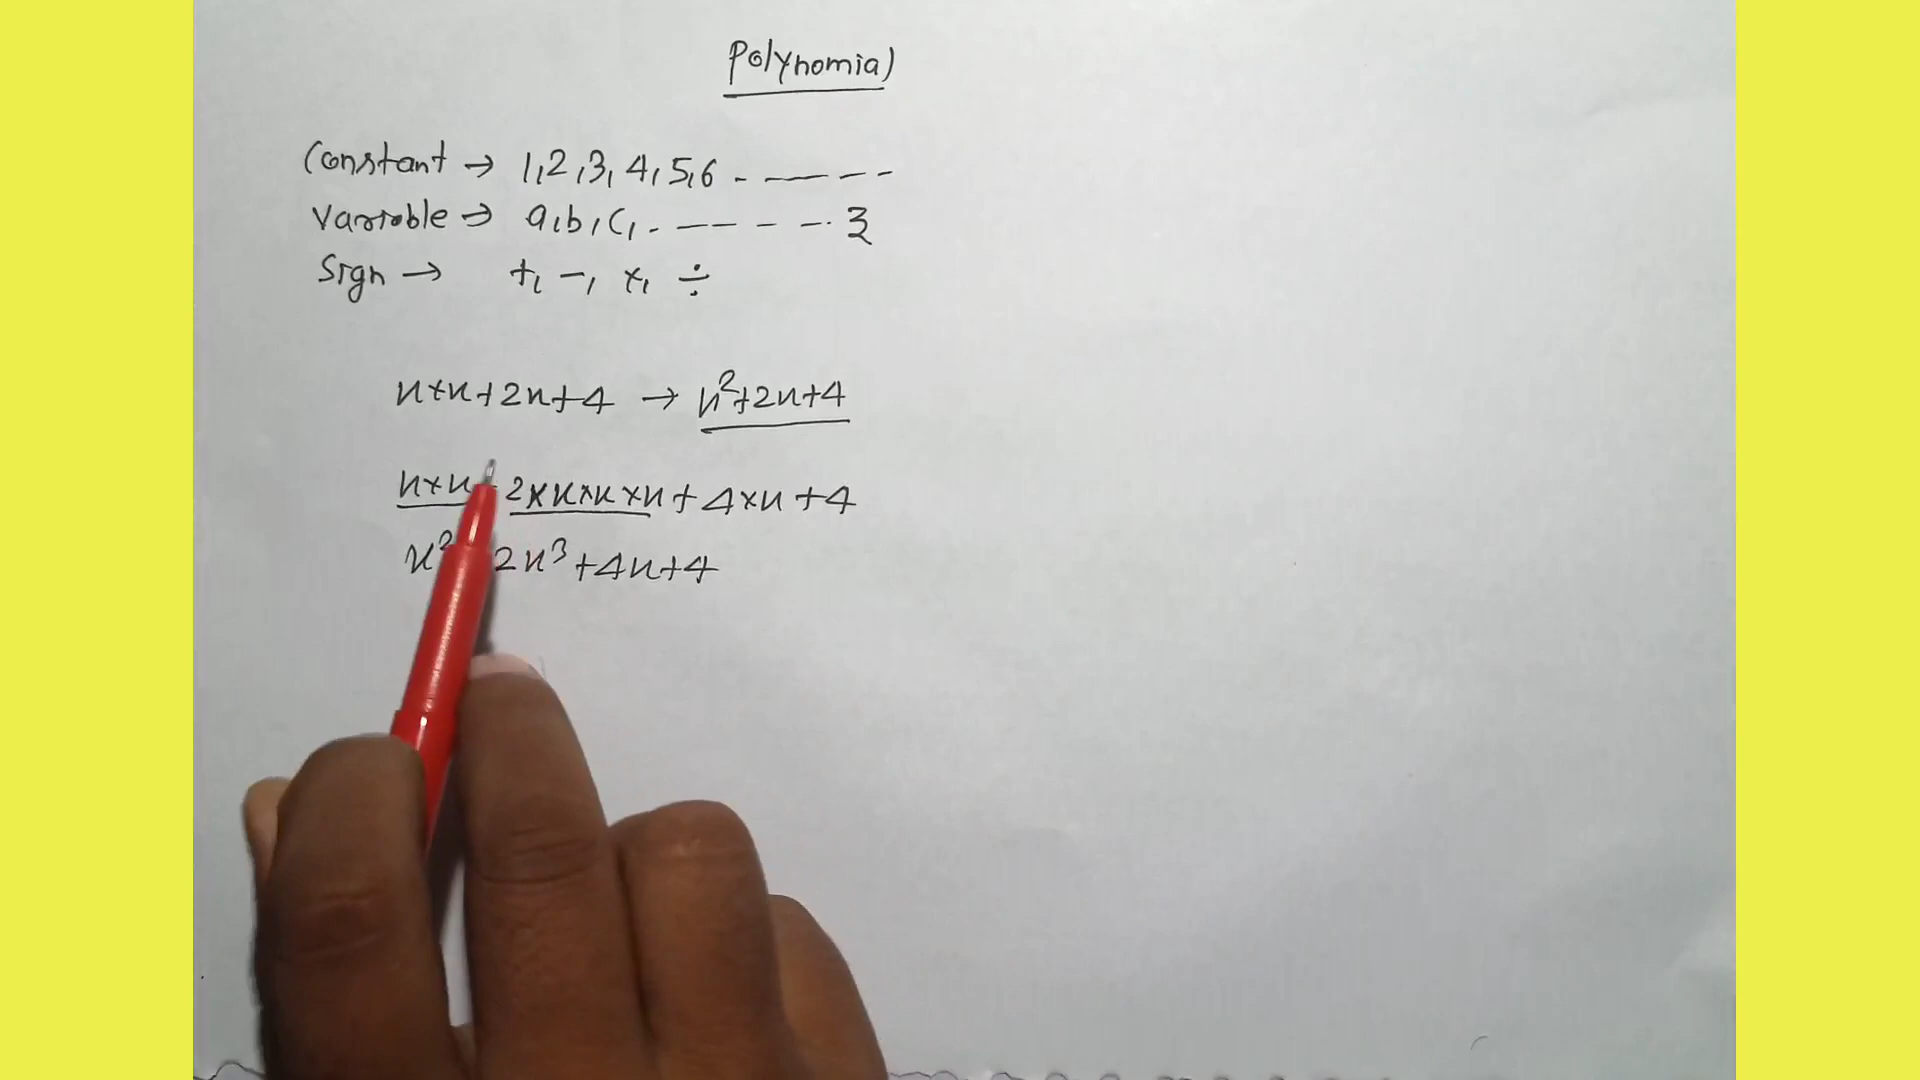 Polynomial
Constant → 1, 2, 3, 4, 5, 6 - - - - -
Variable → a, b, c, - - - - - z
Sign → +, -, ×, ÷
x×x+2x+4 → x²+2x+4
x×x 2×x×x×x+4×x+4
x² 2x³+4x+4